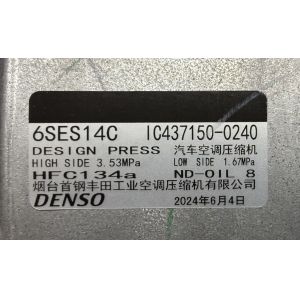 6SES14C IC437150-0240
DESIGN PRESS 汽车空调压缩机
HIGH SIDE 3.53MPa LOW SIDE 1.67MPa
HFC134a ND-OIL 8
烟台首钢丰田工业空调压缩机有限公司
DENSO 2024年6月4日